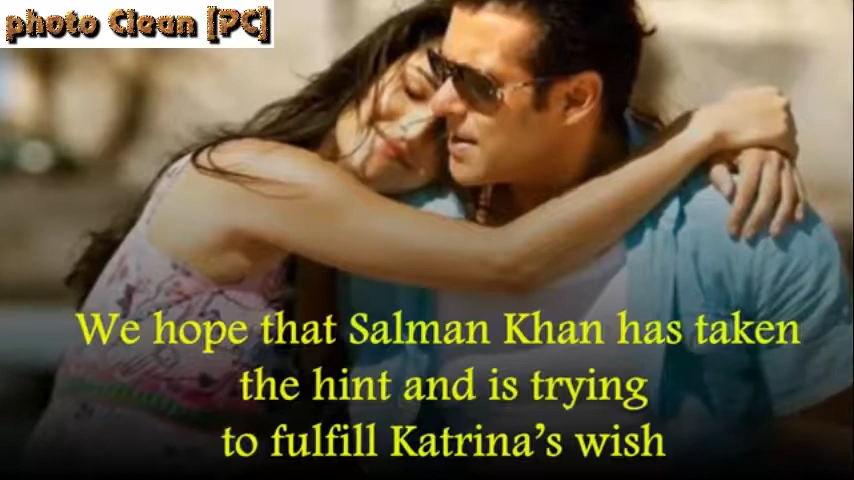 photo Clean [PC]
We hope that Salman Khan has taken
the hint and is trying
to fulfill Katrina’s wish